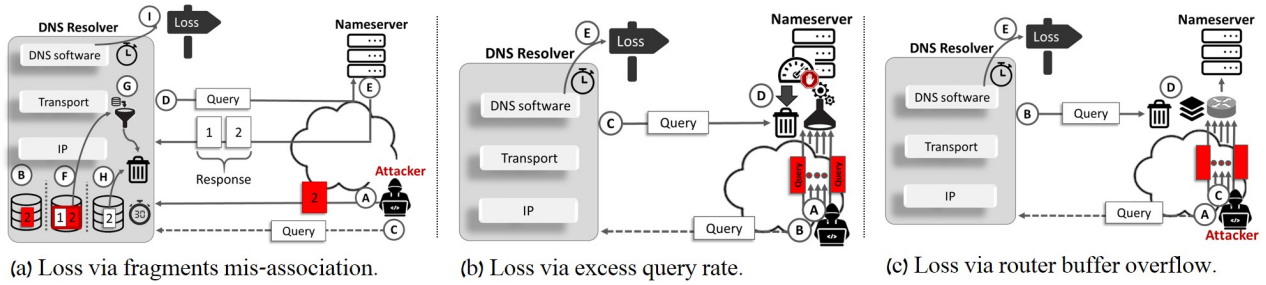 DNS Resolver
DNS software
Transport
IP
I
Loss
Nameserver
G
D
Query
E
1
2
Response
B
F
H
2
1
2
2
30
2
A
Attacker
Query
C
(a) Loss via fragments mis-association.
DNS Resolver
DNS software
Transport
IP
E
Loss
Nameserver
D
C
Query
Query
Query
A
Query
B
(b) Loss via excess query rate.
DNS Resolver
DNS software
Transport
IP
E
Loss
Nameserver
D
B
Query
C
Query
A
Attacker
(c) Loss via router buffer overflow.